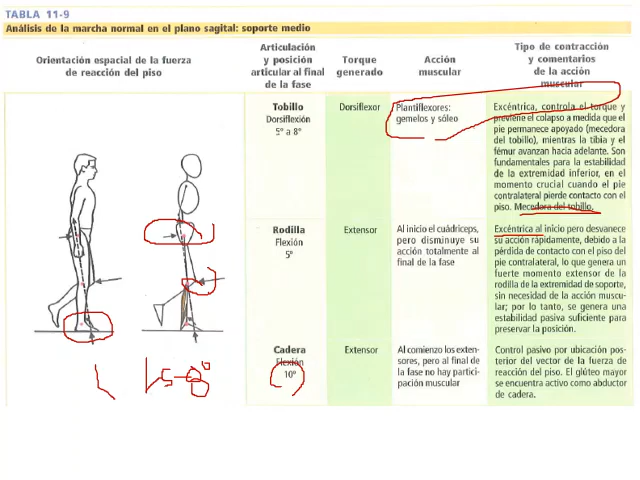 TABLA 11-9
Análisis de la marcha normal en el plano sagital: soporte medio
Orientación espacial de la fuerza
de reacción del piso
Articulación
y posición
articular al final
de la fase
Torque
generado
Acción
muscular
Tipo de contracción
y comentarios
de la acción
muscular
Tobillo
Dorsiflexión
5° a 8°
Dorsiflexor
Plantiflexores:
gemelos y sóleo
Excéntrica, controla el torque y
previene el colapso a medida que el
pie permanece apoyado (mecedora
del tobillo), mientras la tibia y el
fémur avanzan hacia adelante. Son
fundamentales para la estabilidad
de la extremidad inferior, en el
momento crucial cuando el pie
contralateral pierde contacto con el
piso. Mecedora del tobillo.
Rodilla
Flexión
5°
Extensor
Al inicio el cuádriceps,
pero disminuye su
acción totalmente al
final de la fase
Excéntrica al inicio pero desvanece
su acción rápidamente, debido a la
pérdida de contacto con el piso del
pie contralateral, lo que genera un
fuerte momento extensor de la
rodilla de la extremidad de soporte,
sin necesidad de la acción muscu-
lar; por lo tanto, se genera una
estabilidad pasiva suficiente para
preservar la posición.
Cadera
Flexión
10°
Extensor
Al comienzo los exten-
sores, pero al final de
la fase no hay partici-
pación muscular
Control pasivo por ubicación pos-
terior del vector de la fuerza de
reacción del piso. El glúteo mayor
se encuentra activo como abductor
de cadera.
5-8°